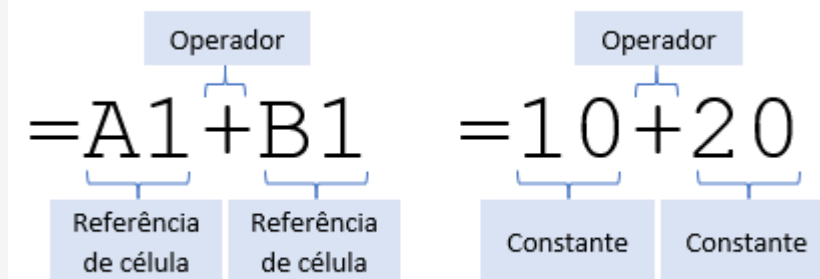 Operador
=A1+B1
Referência
de célula
Referência
de célula
Operador
=10+20
Constante
Constante